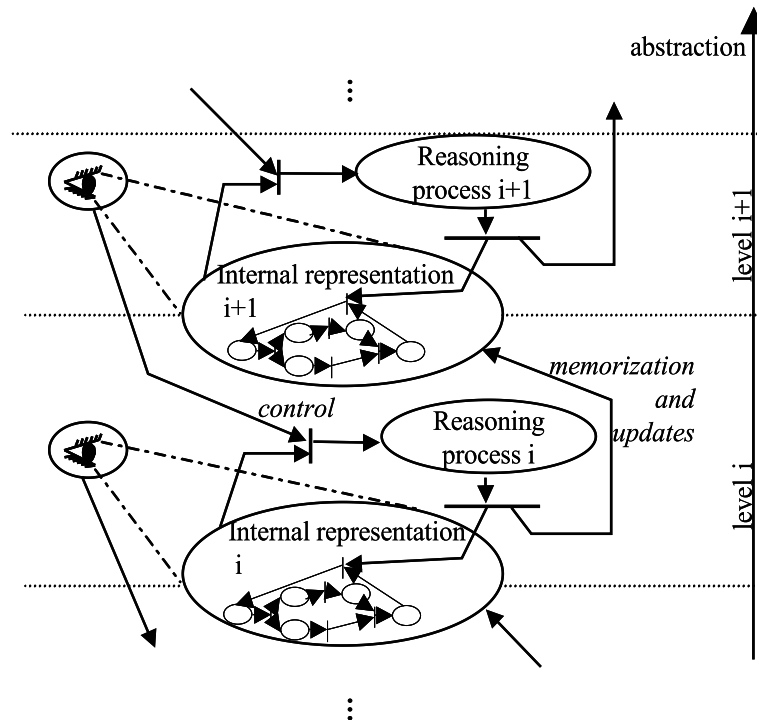 abstraction
⋮
Reasoning
process i+1
level i+1
Internal representation
i+1
memorization
and
updates
control
Reasoning
process i
level i
Internal representation
i
⋮